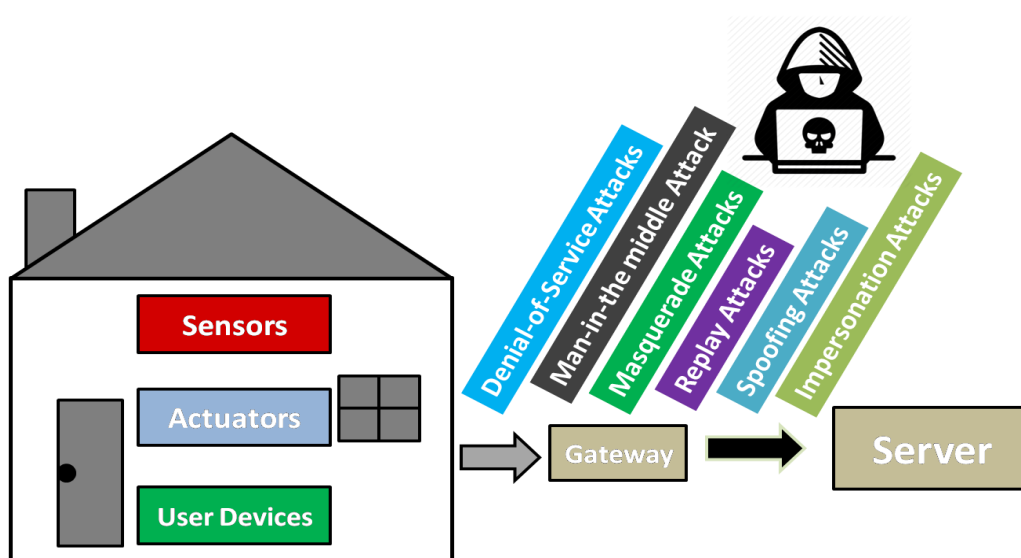 Sensors
Actuators
User Devices
Denial-of-Service Attacks
Man-in-the middle Attack
Masquerade Attacks
Replay Attacks
Spoofing Attacks
Impersonation Attacks
Gateway
Server